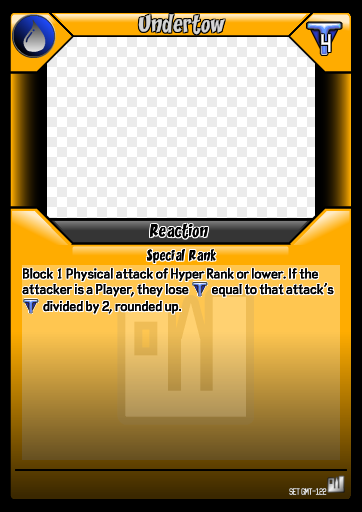 Undertow
4
Reaction
Special Rank
Block 1 Physical attack of Hyper Rank or lower. If the
attacker is a Player, they lose equal to that attack's
divided by 2, rounded up.
SET GMT-122